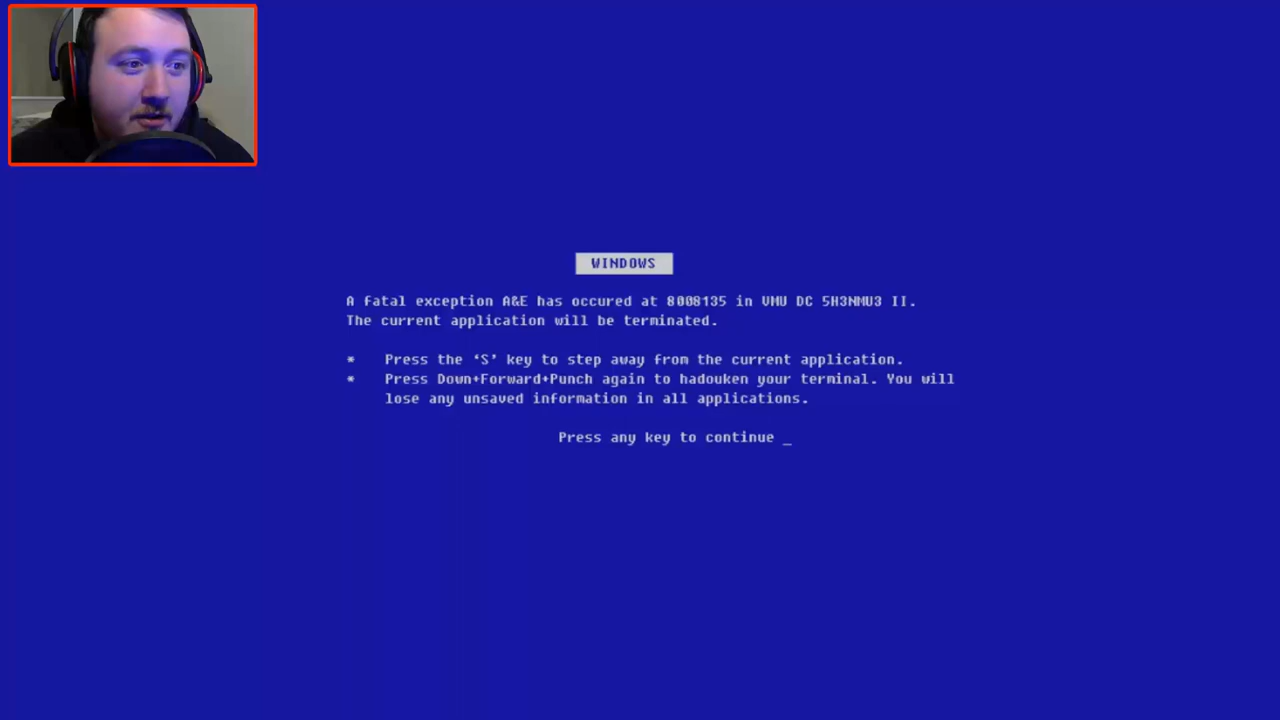 WINDOWS
A fatal exception A&E has occured at 8008135 in VMU DC 5H3NMU3 II.
The current application will be terminated.
* Press the ‘S’ key to step away from the current application.
* Press Down+Forward+Punch again to hadouken your terminal. You will
lose any unsaved information in all applications.
Press any key to continue _